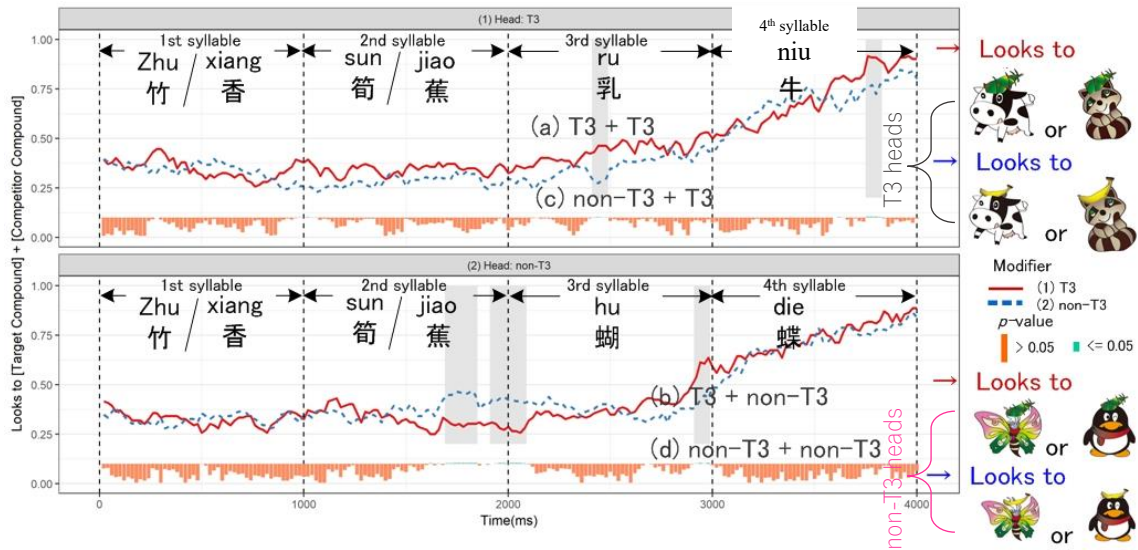 (1) Head: T3
1.00
0.75
0.50
0.25
0.00
1st syllable
2nd syllable
3rd syllable
4th syllable
Zhu / xiang
竹 / 香
sun / jiao
筍 / 蕉
ru
乳
niu
牛
(a) T3 + T3
(c) non-T3 + T3
T3 heads
Looks to
or
Looks to
or
Looks to [Target Compound] + [Competitor Compound]
(2) Head: non-T3
1.00
0.75
0.50
0.25
0.00
1st syllable
2nd syllable
3rd syllable
4th syllable
Zhu / xiang
竹 / 香
sun / jiao
筍 / 蕉
hu
蝴
die
蝶
(b) T3 + non-T3
(d) non-T3 + non-T3
non-T3 heads
Modifier
(1) T3
(2) non-T3
p-value
> 0.05
<= 0.05
Looks to
or
Looks to
or
0
1000
2000
3000
4000
Time(ms)